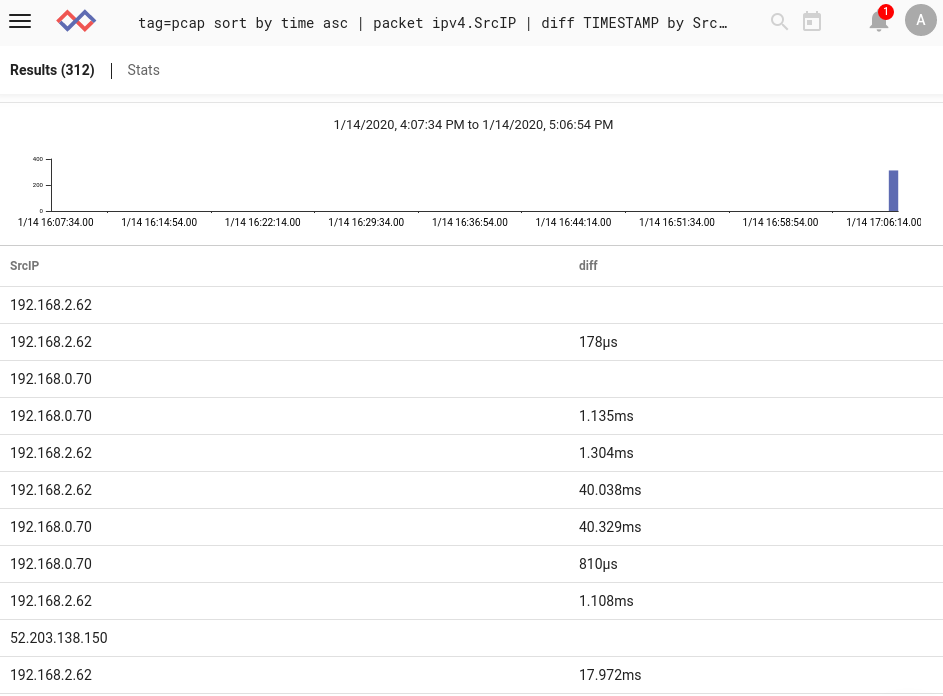 tag=pcap sort by time asc | packet ipv4.SrcIP | diff TIMESTAMP by Src…
1
A
Results (312) | Stats
1/14/2020, 4:07:34 PM to 1/14/2020, 5:06:54 PM
400
200
0
1/14 16:07:34.00 1/14 16:14:54.00 1/14 16:22:14.00 1/14 16:29:34.00 1/14 16:36:54.00 1/14 16:44:14.00 1/14 16:51:34.00 1/14 16:58:54.00 1/14 17:06:14.00
SrcIP diff
192.168.2.62
192.168.2.62 178µs
192.168.0.70
192.168.0.70 1.135ms
192.168.2.62 1.304ms
192.168.2.62 40.038ms
192.168.0.70 40.329ms
192.168.0.70 810µs
192.168.2.62 1.108ms
52.203.138.150
192.168.2.62 17.972ms